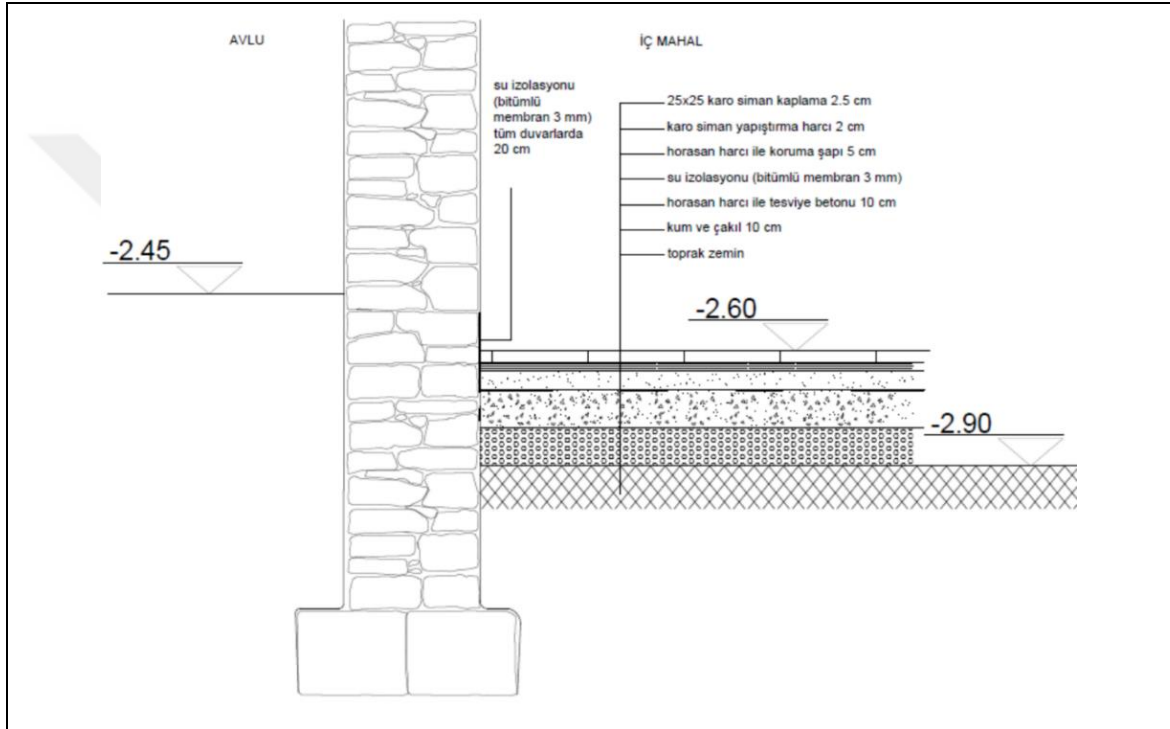 AVLU
İÇ MAHAL
su izolasyonu
(bitümlü
membran 3 mm)
tüm duvarlarda
20 cm
25x25 karo siman kaplama 2.5 cm
karo siman yapıştırma harcı 2 cm
horasan harcı ile koruma şapı 5 cm
su izolasyonu (bitümlü membran 3 mm)
horasan harcı ile tesviye betonu 10 cm
kum ve çakıl 10 cm
toprak zemin
-2.45
-2.60
-2.90